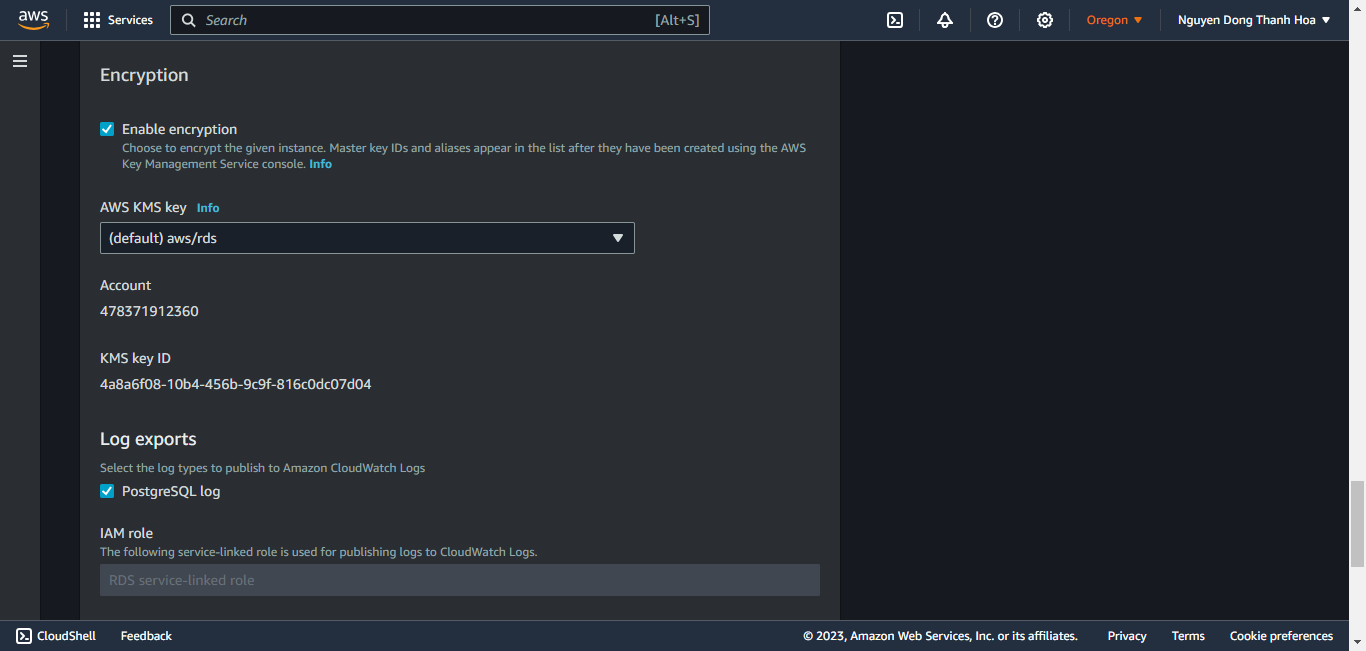 aws
Services
Search
[Alt+S]
Oregon
Nguyen Dong Thanh Hoa
Encryption
Enable encryption
Choose to encrypt the given instance. Master key IDs and aliases appear in the list after they have been created using the AWS
Key Management Service console. Info
AWS KMS key Info
(default) aws/rds
Account
478371912360
KMS key ID
4a8a6f08-10b4-456b-9c9f-816c0dc07d04
Log exports
Select the log types to publish to Amazon CloudWatch Logs
PostgreSQL log
IAM role
The following service-linked role is used for publishing logs to CloudWatch Logs.
RDS service-linked role
CloudShell
Feedback
© 2023, Amazon Web Services, Inc. or its affiliates.
Privacy
Terms
Cookie preferences